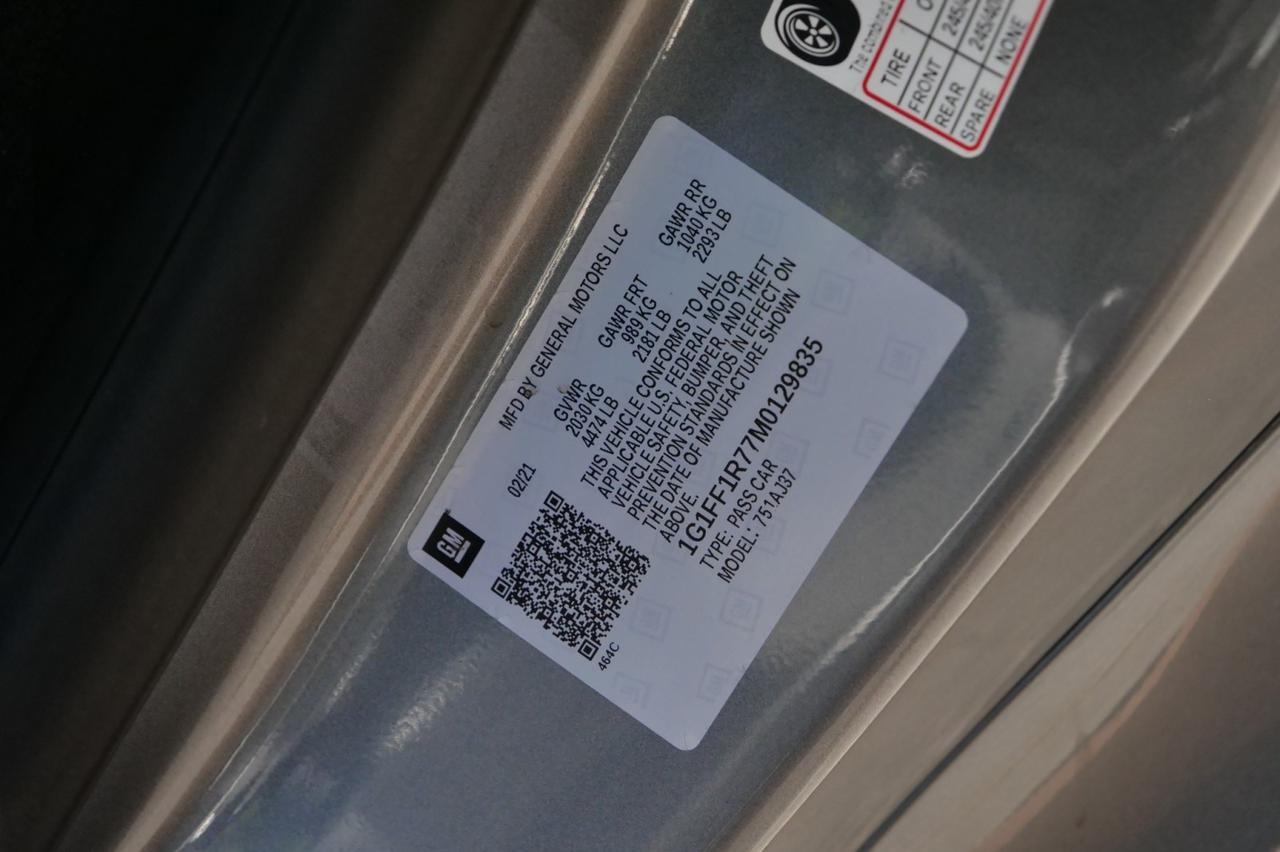 The combined
TIRE
FRONT
REAR
SPARE NONE
GM
MFD BY GENERAL MOTORS LLC
02/21
GVWR GAWR FRT GAWR RR
2030 KG 989 KG 1040 KG
4474 LB 2181 LB 2293 LB
THIS VEHICLE CONFORMS TO ALL
APPLICABLE U.S. FEDERAL MOTOR
VEHICLE SAFETY, BUMPER, AND THEFT
PREVENTION STANDARDS IN EFFECT ON
THE DATE OF MANUFACTURE SHOWN
ABOVE.
1G1FF1R77M0129835
TYPE: PASS CAR
MODEL: 751AJ37
464C